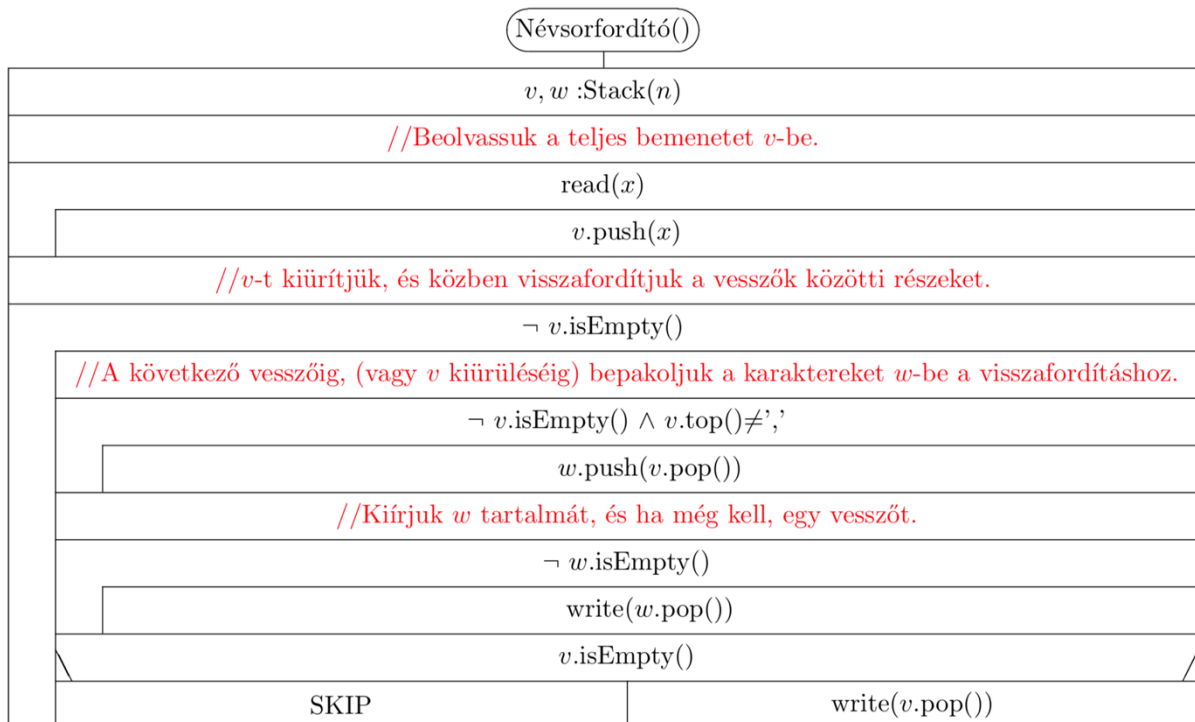 Névsorfordító()
v, w :Stack(n)
//Beolvassuk a teljes bemenetet v-be.
read(x)
v.push(x)
//v-t kiürítjük, és közben visszafordítjuk a vesszők közötti részeket.
¬ v.isEmpty()
//A következő vesszőig, (vagy v kiürüléséig) bepakoljuk a karaktereket w-be a visszafordításhoz.
¬ v.isEmpty() ∧ v.top()≠’,’
w.push(v.pop())
//Kiírjuk w tartalmát, és ha még kell, egy vesszőt.
¬ w.isEmpty()
write(w.pop())
v.isEmpty()
SKIP
write(v.pop())